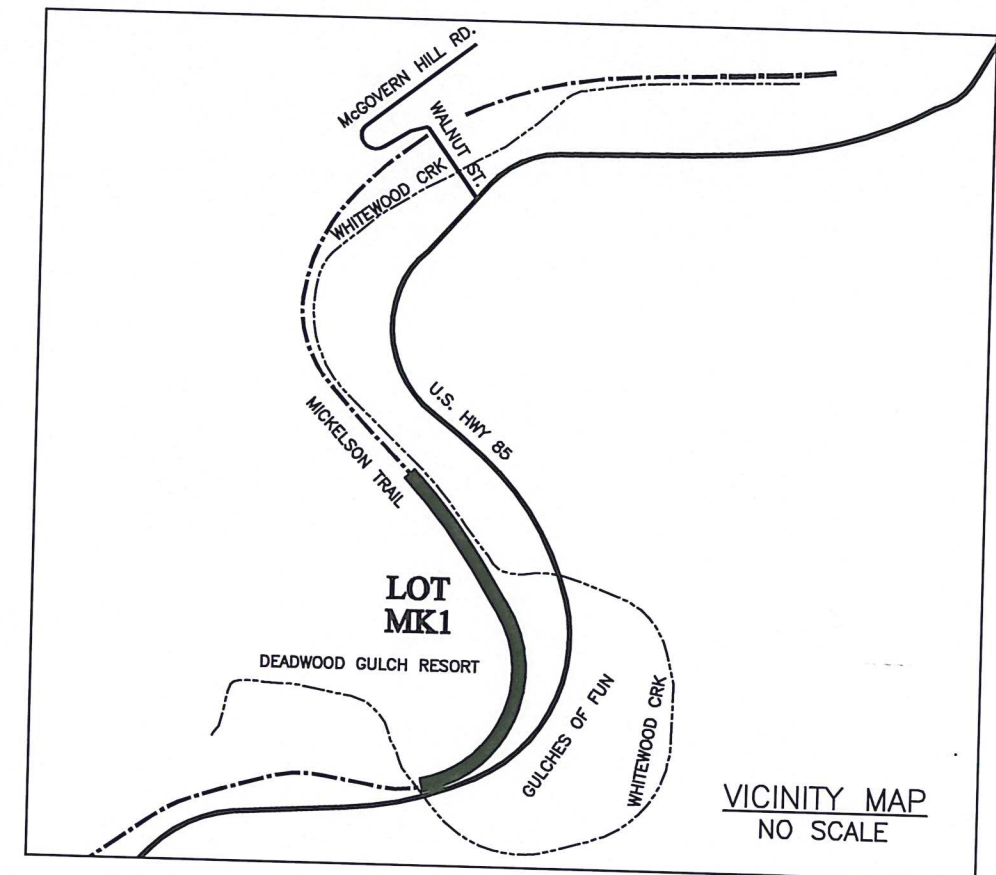 McGOVERN HILL RD.
WALNUT ST.
WHITEWOOD CRK
U.S. HWY 85
MICKELSON TRAIL
LOT
MK1
DEADWOOD GULCH RESORT
GULCHES OF FUN
WHITEWOOD CRK
VICINITY MAP
NO SCALE